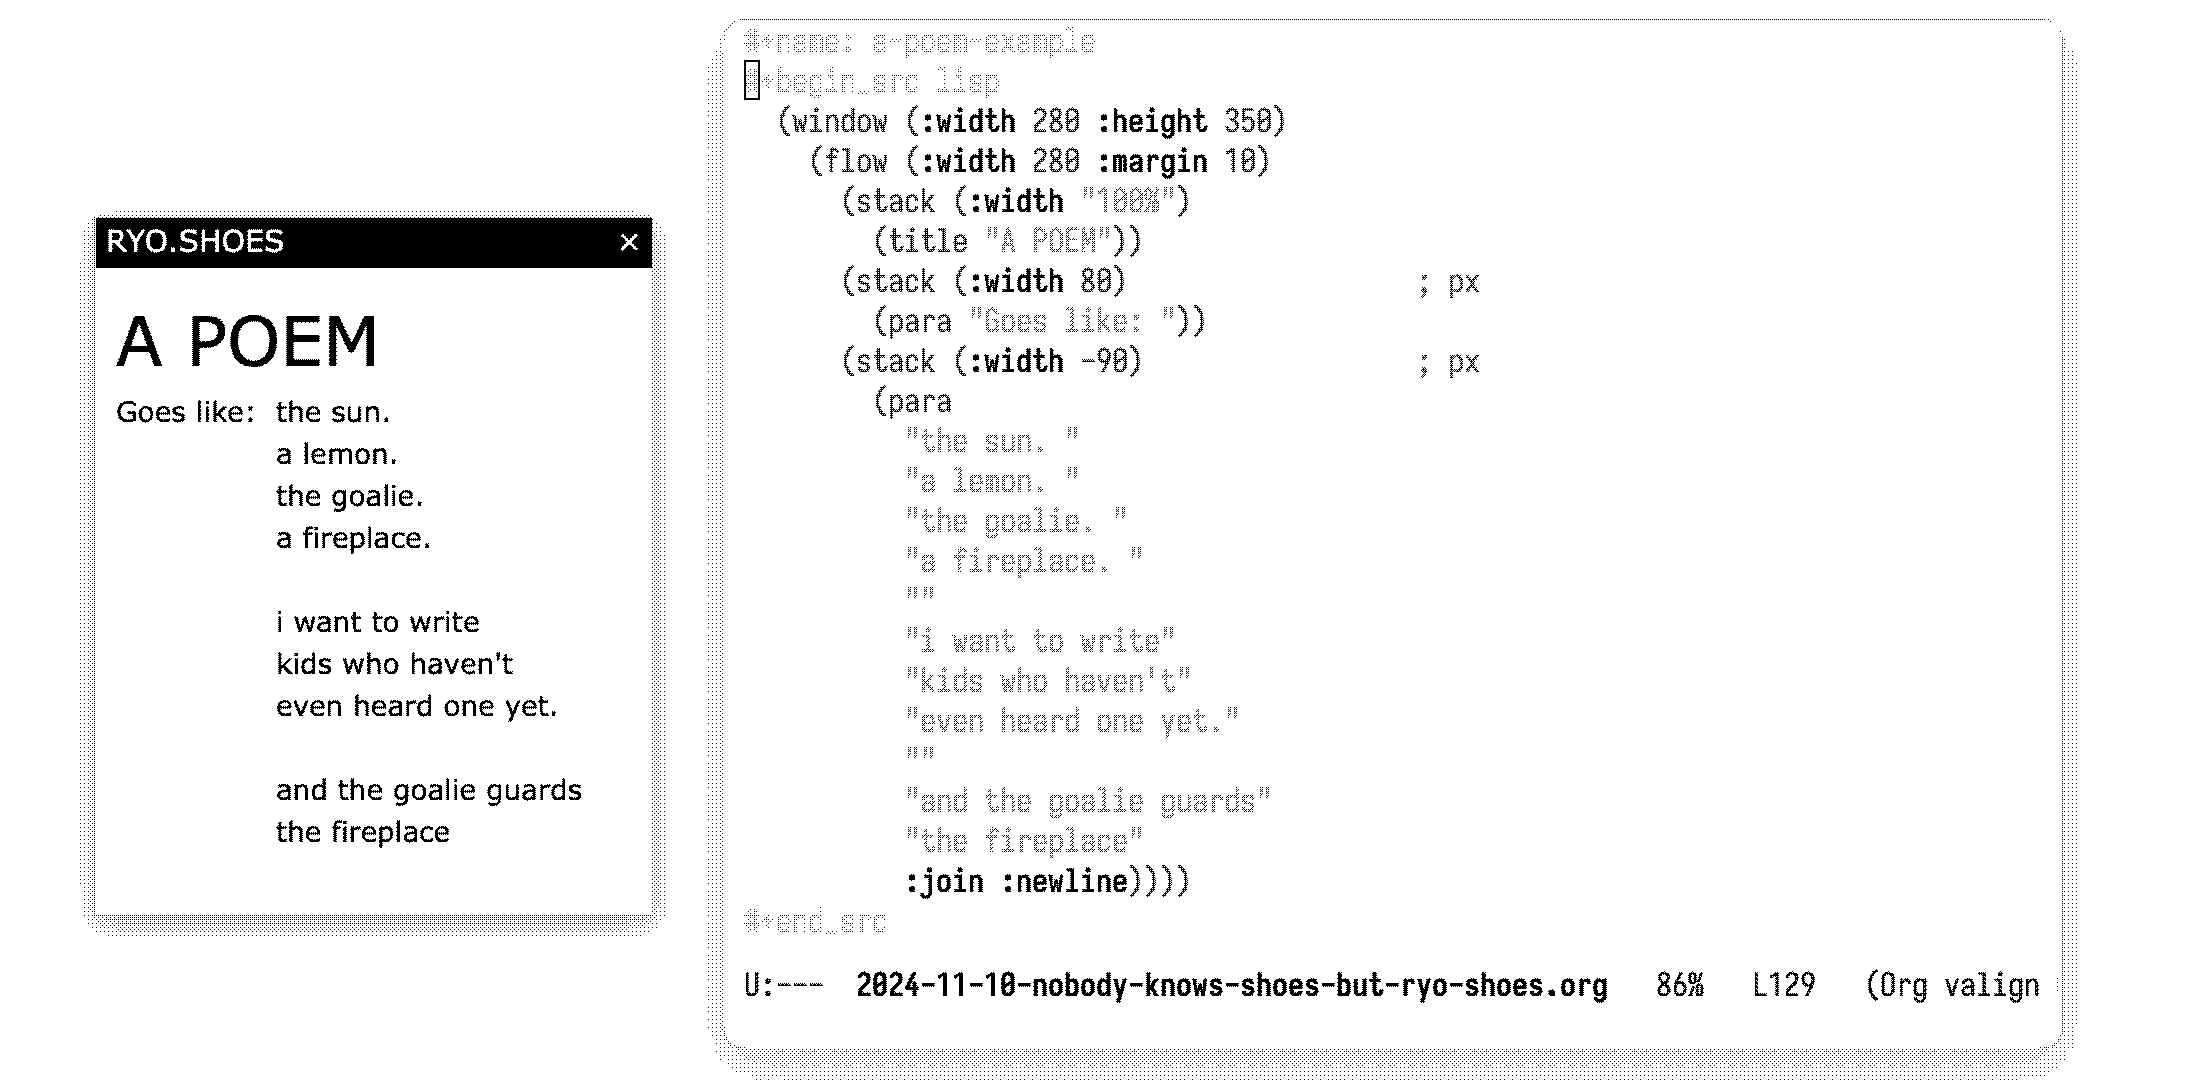 RYO.SHOES ×
A POEM
Goes like: the sun.
a lemon.
the goalie.
a fireplace.
i want to write
kids who haven't
even heard one yet.
and the goalie guards
the fireplace
#+name: a-poem-example
#+begin_src lisp
(window (:width 280 :height 350)
(flow (:width 280 :margin 10)
(stack (:width "100%")
(title "A POEM"))
(stack (:width 80) ; px
(para "Goes like: "))
(stack (:width -90) ; px
(para
"the sun. "
"a lemon. "
"the goalie. "
"a fireplace. "
""
"i want to write"
"kids who haven't"
"even heard one yet."
""
"and the goalie guards"
"the fireplace"
:join :newline))))
#+end_src
U:--- 2024-11-10-nobody-knows-shoes-but-ryo-shoes.org 86% L129 (Org valign